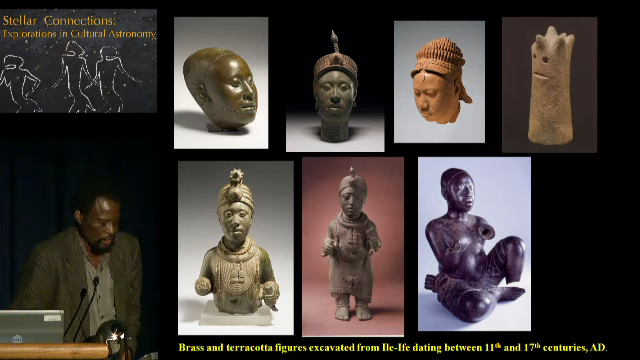 Stellar Connections:
Explorations in Cultural Astronomy
Brass and terracotta figures excavated from Ile-Ife dating between 11th and 17th centuries, AD.